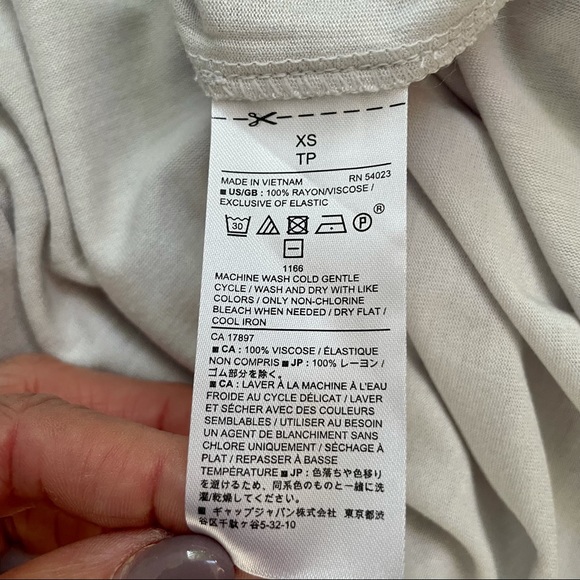 XS
TP
MADE IN VIETNAM RN 54023
■ US/GB : 100% RAYON/VISCOSE /
EXCLUSIVE OF ELASTIC
30 P ®
1166
MACHINE WASH COLD GENTLE
CYCLE / WASH AND DRY WITH LIKE
COLORS / ONLY NON-CHLORINE
BLEACH WHEN NEEDED / DRY FLAT /
COOL IRON
CA 17897
■ CA : 100% VISCOSE / ÉLASTIQUE
NON COMPRIS ■ JP : 100% レーヨン /
ゴム部分を除く。
■ CA : LAVER À LA MACHINE À L'EAU
FROIDE AU CYCLE DÉLICAT / LAVER
ET SÉCHER AVEC DES COULEURS
SEMBLABLES / UTILISER AU BESOIN
UN AGENT DE BLANCHIMENT SANS
CHLORE UNIQUEMENT / SÉCHAGE À
PLAT / REPASSER À BASSE
TEMPÉRATURE ■ JP : 色落ちや色移り
を避けるため、同系色のものと一緒に洗
濯/乾燥してください。
■ ギャップジャパン株式会社 東京都渋
谷区千駄ヶ谷5-32-10